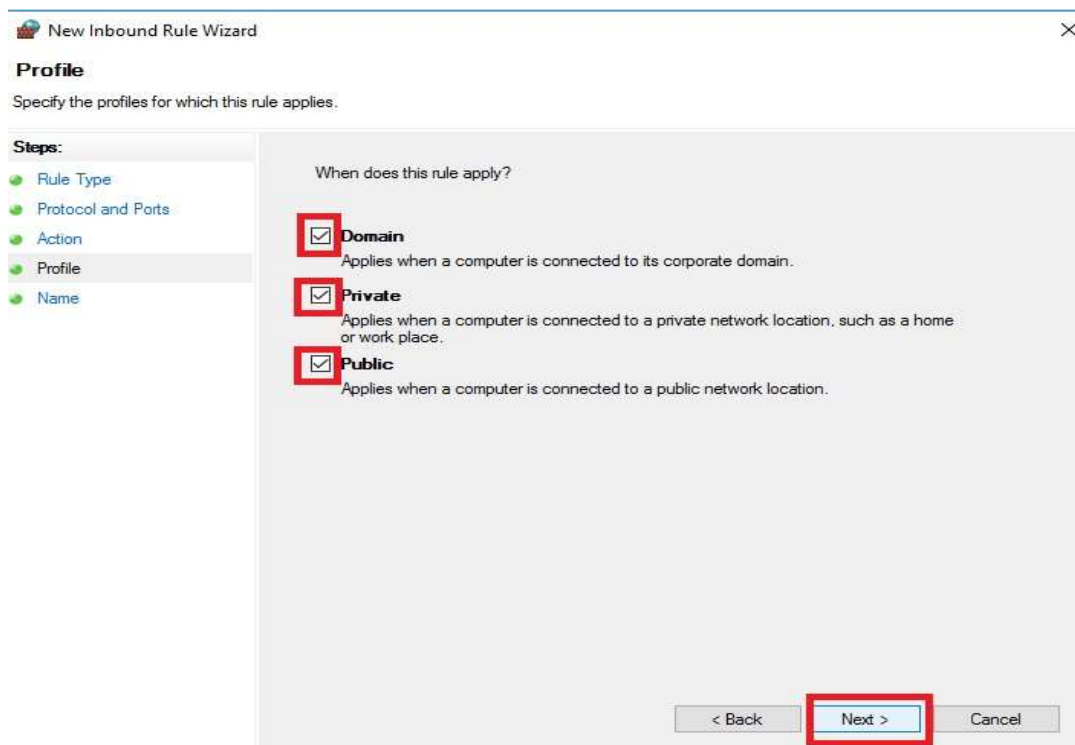 New Inbound Rule Wizard
Profile
Specify the profiles for which this rule applies.
Steps:
Rule Type
Protocol and Ports
Action
Profile
Name
When does this rule apply?
Domain
Applies when a computer is connected to its corporate domain.
Private
Applies when a computer is connected to a private network location, such as a home
or work place.
Public
Applies when a computer is connected to a public network location.
< Back
Next >
Cancel